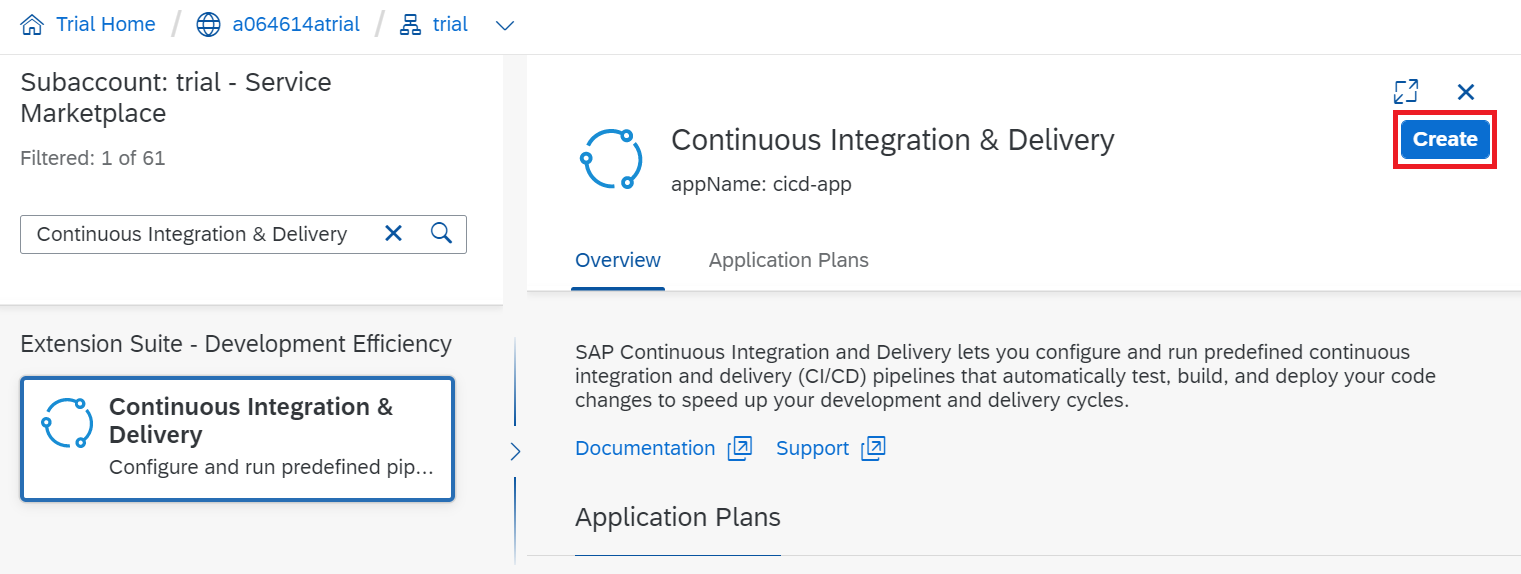 Trial Home / a064614atrial / trial
Subaccount: trial - Service
Marketplace
Filtered: 1 of 61
Continuous Integration & Delivery
Extension Suite - Development Efficiency
Continuous Integration &
Delivery
Configure and run predefined pip...
Continuous Integration & Delivery
appName: cicd-app
Create
Overview Application Plans
SAP Continuous Integration and Delivery lets you configure and run predefined continuous
integration and delivery (CI/CD) pipelines that automatically test, build, and deploy your code
changes to speed up your development and delivery cycles.
Documentation Support
Application Plans